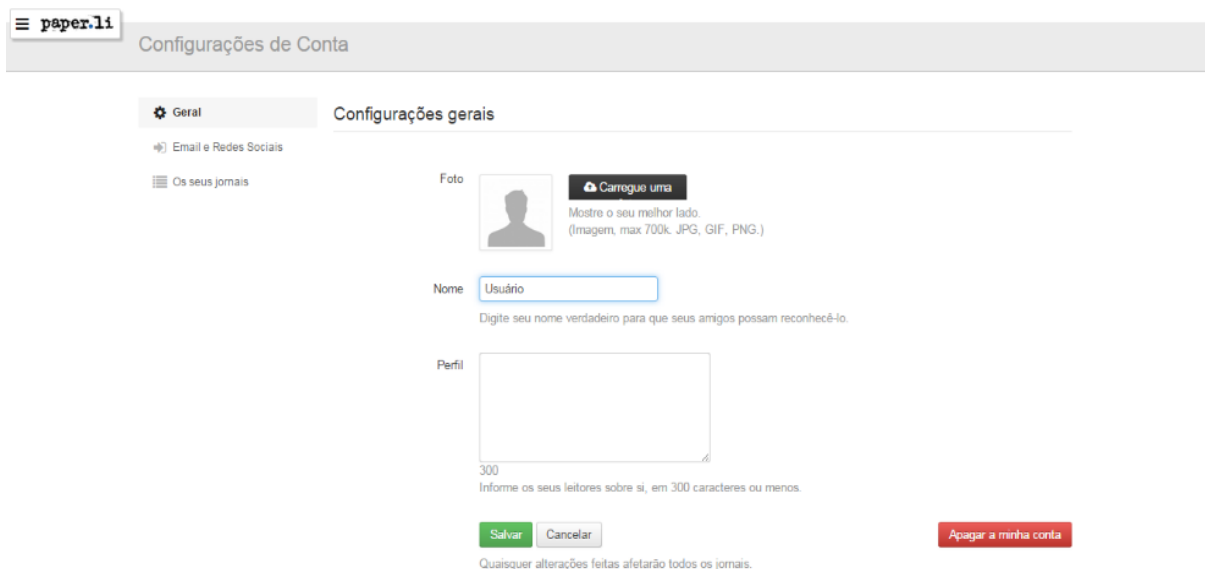 paper.li
Configurações de Conta
Geral
Email e Redes Sociais
Os seus jornais
Configurações gerais
Foto
Carregue uma
Mostre o seu melhor lado.
(Imagem, max 700k. JPG, GIF, PNG.)
Nome
Usuário
Digite seu nome verdadeiro para que seus amigos possam reconhecê-lo.
Perfil
300
Informe os seus leitores sobre si, em 300 caracteres ou menos.
Salvar
Cancelar
Apagar a minha conta
Quaisquer alterações feitas afetarão todos os jornais.